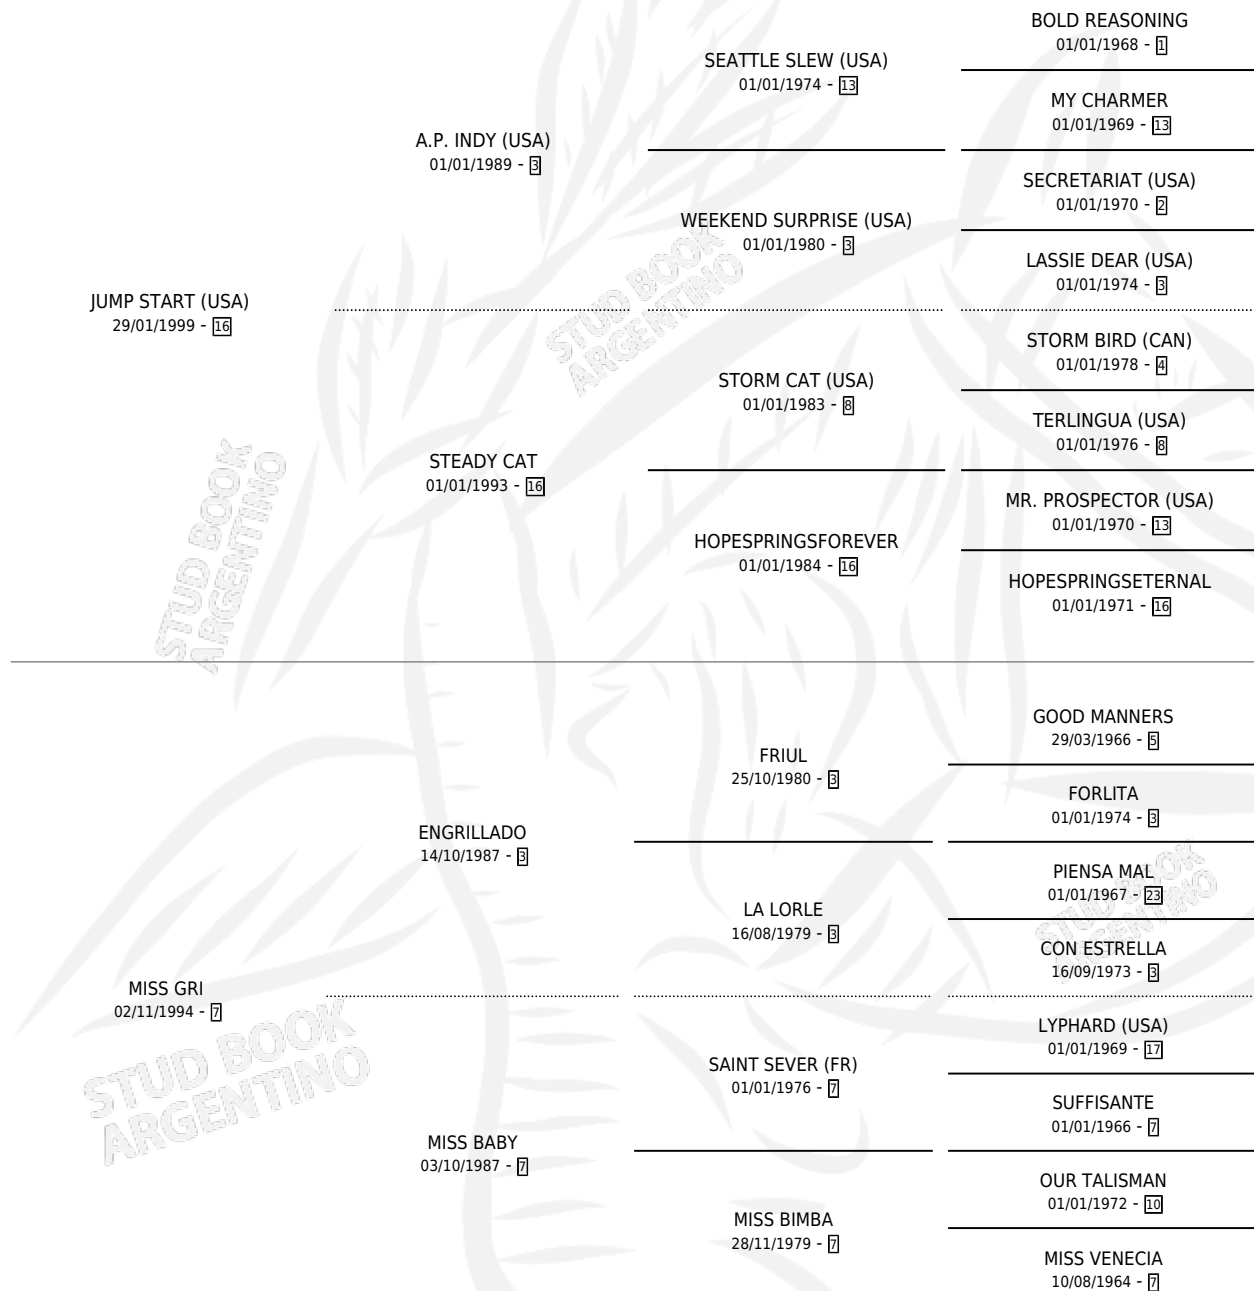 BOLD REASONING
01/01/1968 - 1
SEATTLE SLEW (USA)
01/01/1974 - 13
MY CHARMER
01/01/1969 - 13
A.P. INDY (USA)
01/01/1989 - 3
SECRETARIAT (USA)
01/01/1970 - 2
WEEKEND SURPRISE (USA)
01/01/1980 - 3
LASSIE DEAR (USA)
01/01/1974 - 3
JUMP START (USA)
29/01/1999 - 16
STORM BIRD (CAN)
01/01/1978 - 4
STORM CAT (USA)
01/01/1983 - 8
TERLINGUA (USA)
01/01/1976 - 8
STEADY CAT
01/01/1993 - 16
MR. PROSPECTOR (USA)
01/01/1970 - 13
HOPESPRINGSFOREVER
01/01/1984 - 16
HOPESPRINGSETERNAL
01/01/1971 - 16
GOOD MANNERS
29/03/1966 - 5
FRIUL
25/10/1980 - 3
FORLITA
01/01/1974 - 3
ENGRILLADO
14/10/1987 - 3
PIENSA MAL
01/01/1967 - 23
LA LORLE
16/08/1979 - 3
CON ESTRELLA
16/09/1973 - 3
MISS GRI
02/11/1994 - 7
LYPHARD (USA)
01/01/1969 - 17
SAINT SEVER (FR)
01/01/1976 - 7
SUFFISANTE
01/01/1966 - 7
MISS BABY
03/10/1987 - 7
OUR TALISMAN
01/01/1972 - 10
MISS BIMBA
28/11/1979 - 7
MISS VENECIA
10/08/1964 - 7
STUD BOOK
ARGENTINO
STUD BOOK
ARGENTINO
STUD BOOK
ARGENTINO
STUD BOOK
ARGENTINO